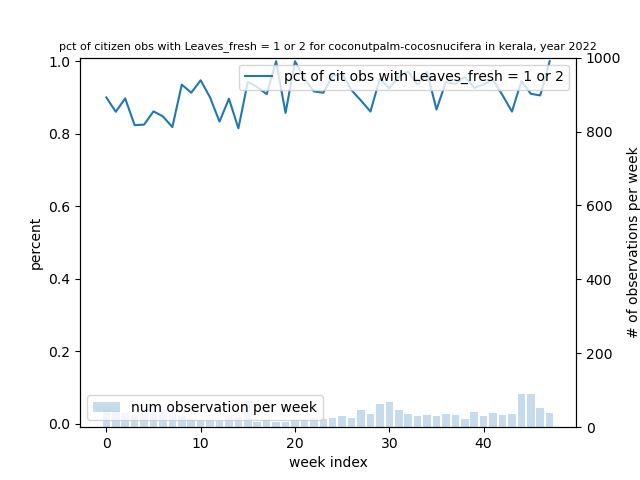 pct of citizen obs with Leaves_fresh = 1 or 2 for coconutpalm-cocosnucifera in kerala, year 2022
1.0
0.8
0.6
0.4
0.2
0.0
percent
pct of cit obs with Leaves_fresh = 1 or 2
num observation per week
1000
800
600
400
200
0
# of observations per week
0 10 20 30 40
week index